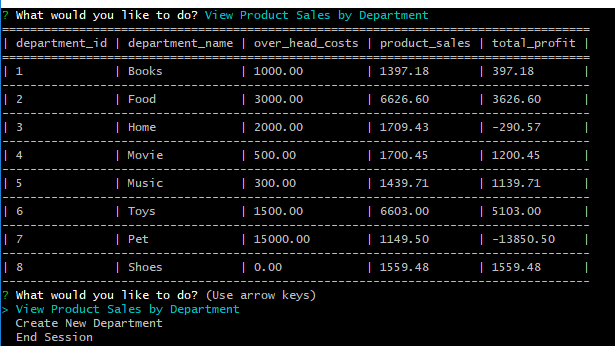 ? What would you like to do? View Product Sales by Department
| department_id | department_name | over_head_costs | product_sales | total_profit |
| 1 | Books | 1000.00 | 1397.18 | 397.18 |
| 2 | Food | 3000.00 | 6626.60 | 3626.60 |
| 3 | Home | 2000.00 | 1709.43 | -290.57 |
| 4 | Movie | 500.00 | 1700.45 | 1200.45 |
| 5 | Music | 300.00 | 1439.71 | 1139.71 |
| 6 | Toys | 1500.00 | 6603.00 | 5103.00 |
| 7 | Pet | 15000.00 | 1149.50 | -13850.50 |
| 8 | Shoes | 0.00 | 1559.48 | 1559.48 |
? What would you like to do? (Use arrow keys)
> View Product Sales by Department
Create New Department
End Session